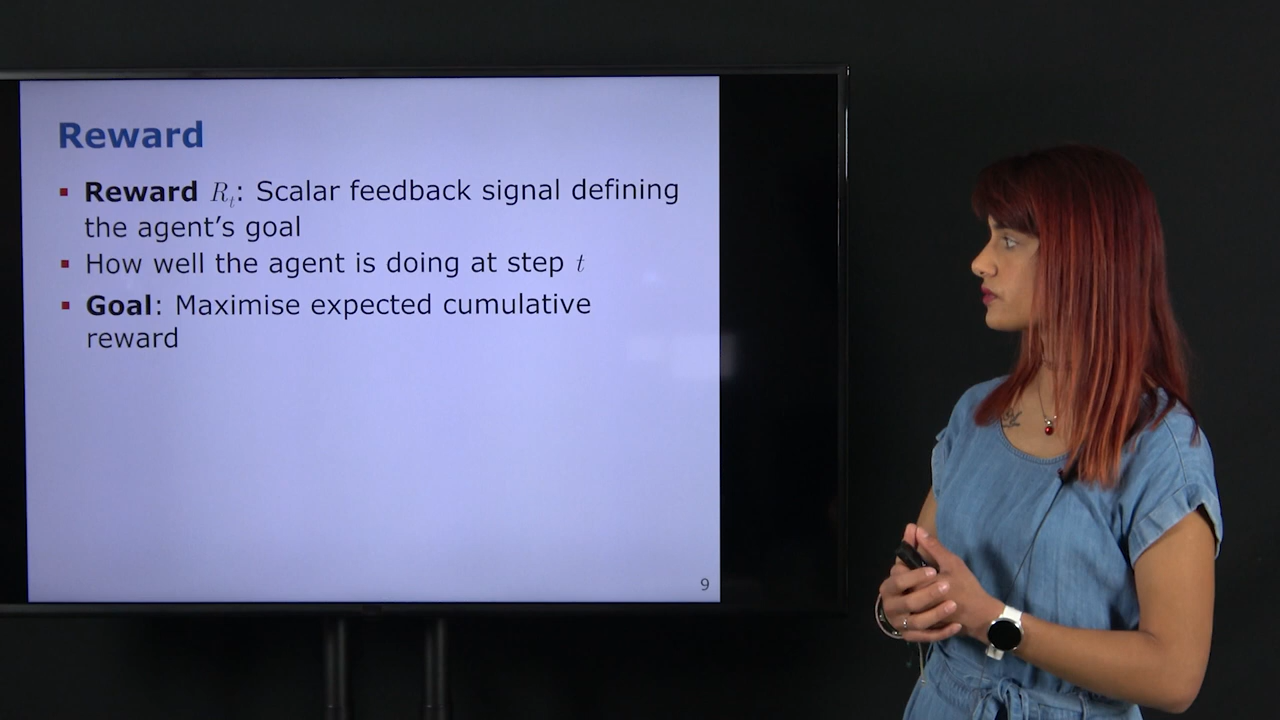 Reward
▪ Reward Rₜ: Scalar feedback signal defining
the agent’s goal
▪ How well the agent is doing at step t
▪ Goal: Maximise expected cumulative
reward
9